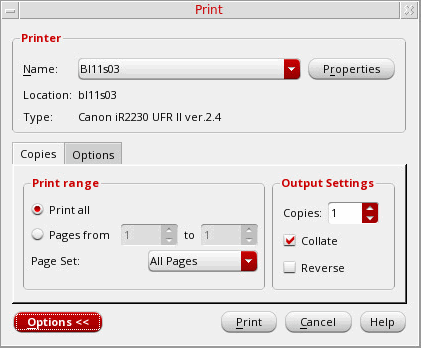 Print
Printer
Name: Bl11s03 Properties
Location: bl11s03
Type: Canon iR2230 UFR II ver.2.4
Copies Options
Print range Output Settings
Print all Copies: 1
Pages from 1 to 1 Collate
Page Set: All Pages Reverse
Options << Print Cancel Help